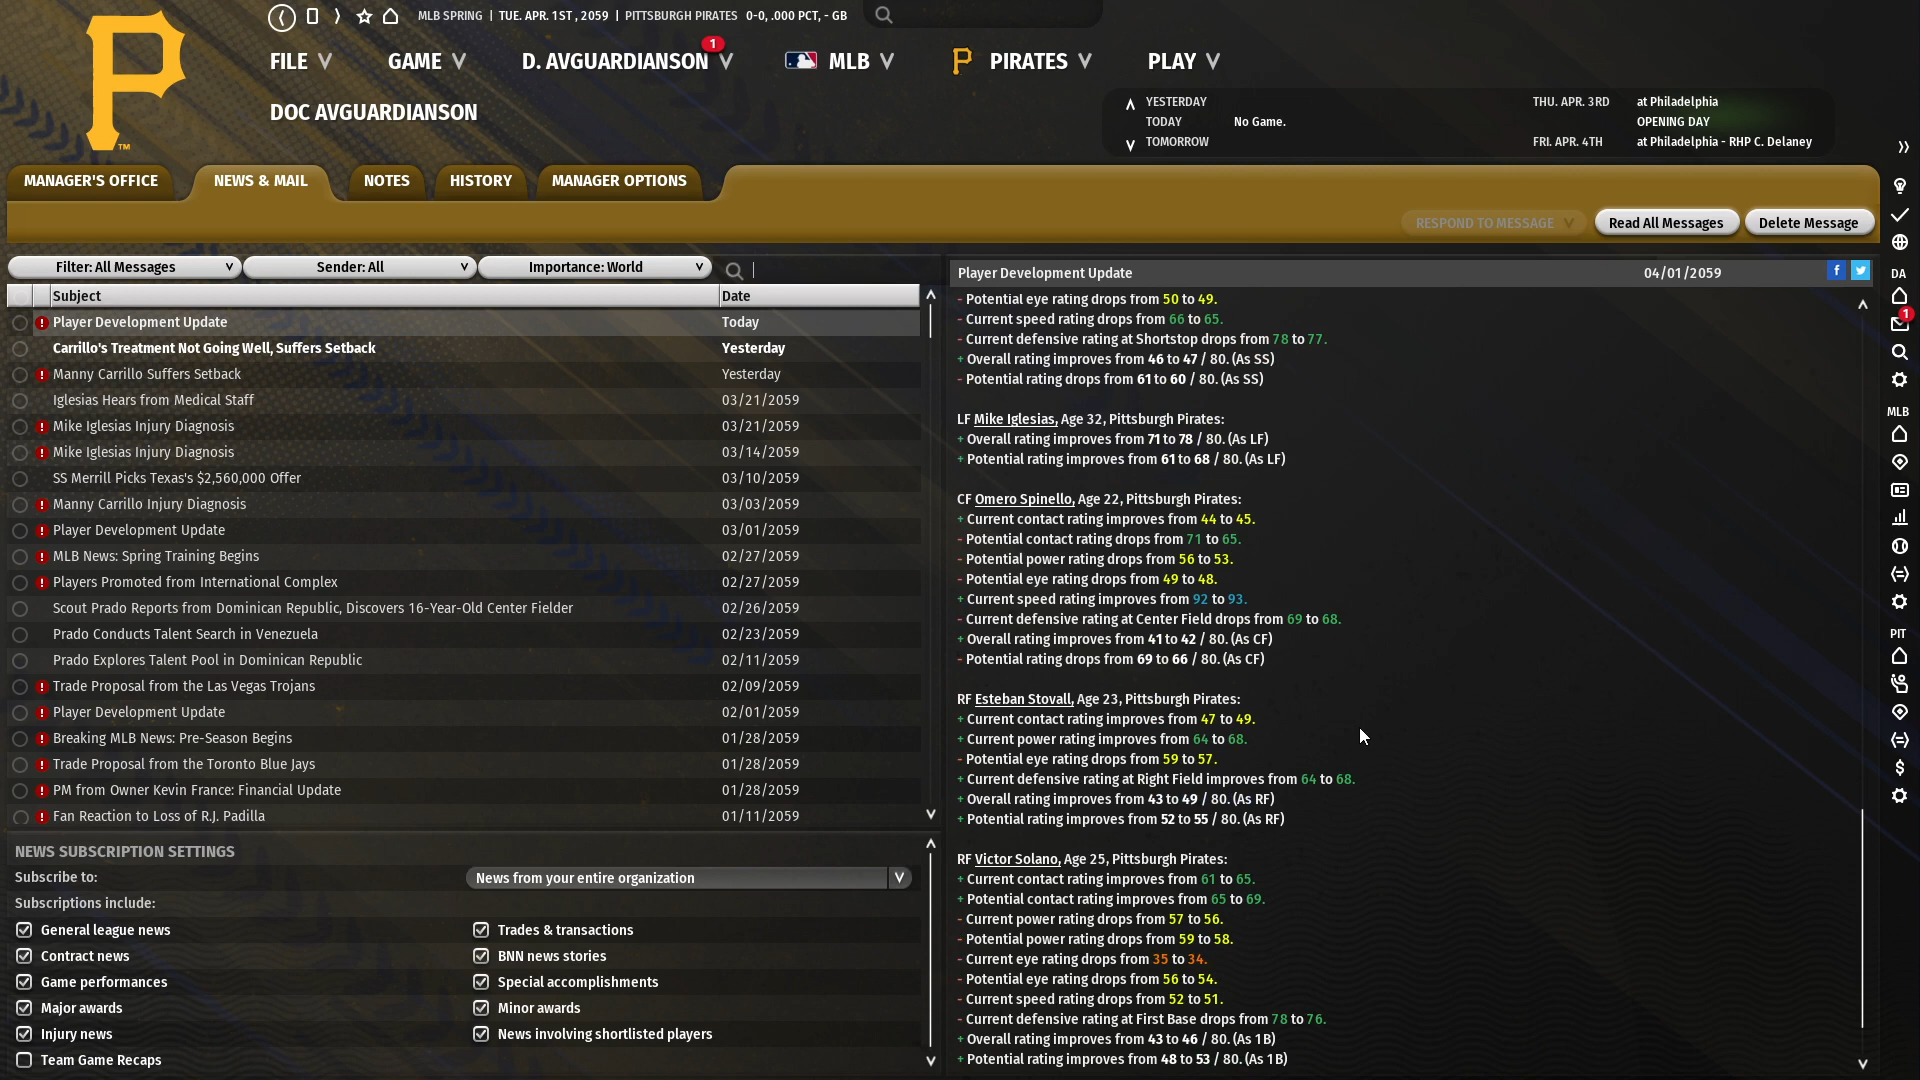 MLB SPRING | TUE. APR. 1ST , 2059 | PITTSBURGH PIRATES 0-0, .000 PCT, - GB
FILE GAME D. AVGUARDIANSON 1 MLB PIRATES PLAY
P
TM
DOC AVGUARDIANSON
YESTERDAY
TODAY No Game.
TOMORROW
THU. APR. 3RD at Philadelphia
OPENING DAY
FRI. APR. 4TH at Philadelphia - RHP C. Delaney
MANAGER'S OFFICE NEWS & MAIL NOTES HISTORY MANAGER OPTIONS
RESPOND TO MESSAGE Read All Messages Delete Message
Filter: All Messages Sender: All Importance: World
Subject Date
Player Development Update Today
Carrillo's Treatment Not Going Well, Suffers Setback Yesterday
Manny Carrillo Suffers Setback Yesterday
Iglesias Hears from Medical Staff 03/21/2059
Mike Iglesias Injury Diagnosis 03/21/2059
Mike Iglesias Injury Diagnosis 03/14/2059
SS Merrill Picks Texas's $2,560,000 Offer 03/10/2059
Manny Carrillo Injury Diagnosis 03/03/2059
Player Development Update 03/01/2059
MLB News: Spring Training Begins 02/27/2059
Players Promoted from International Complex 02/27/2059
Scout Prado Reports from Dominican Republic, Discovers 16-Year-Old Center Fielder 02/26/2059
Prado Conducts Talent Search in Venezuela 02/23/2059
Prado Explores Talent Pool in Dominican Republic 02/11/2059
Trade Proposal from the Las Vegas Trojans 02/09/2059
Player Development Update 02/01/2059
Breaking MLB News: Pre-Season Begins 01/28/2059
Trade Proposal from the Toronto Blue Jays 01/28/2059
PM from Owner Kevin France: Financial Update 01/28/2059
Fan Reaction to Loss of R.J. Padilla 01/11/2059
NEWS SUBSCRIPTION SETTINGS
Subscribe to: News from your entire organization
Subscriptions include:
General league news Trades & transactions
Contract news BNN news stories
Game performances Special accomplishments
Major awards Minor awards
Injury news News involving shortlisted players
Team Game Recaps
Player Development Update 04/01/2059
- Potential eye rating drops from 50 to 49.
- Current speed rating drops from 66 to 65.
- Current defensive rating at Shortstop drops from 78 to 77.
+ Overall rating improves from 46 to 47 / 80. (As SS)
- Potential rating drops from 61 to 60 / 80. (As SS)
LF Mike Iglesias, Age 32, Pittsburgh Pirates:
+ Overall rating improves from 71 to 78 / 80. (As LF)
+ Potential rating improves from 61 to 68 / 80. (As LF)
CF Omero Spinello, Age 22, Pittsburgh Pirates:
+ Current contact rating improves from 44 to 45.
- Potential contact rating drops from 71 to 65.
- Potential power rating drops from 56 to 53.
- Potential eye rating drops from 49 to 48.
+ Current speed rating improves from 92 to 93.
- Current defensive rating at Center Field drops from 69 to 68.
+ Overall rating improves from 41 to 42 / 80. (As CF)
- Potential rating drops from 69 to 66 / 80. (As CF)
RF Esteban Stovall, Age 23, Pittsburgh Pirates:
+ Current contact rating improves from 47 to 49.
+ Current power rating improves from 64 to 68.
- Potential eye rating drops from 59 to 57.
+ Current defensive rating at Right Field improves from 64 to 68.
+ Overall rating improves from 43 to 49 / 80. (As RF)
+ Potential rating improves from 52 to 55 / 80. (As RF)
RF Victor Solano, Age 25, Pittsburgh Pirates:
+ Current contact rating improves from 61 to 65.
+ Potential contact rating improves from 65 to 69.
- Current power rating drops from 57 to 56.
- Potential power rating drops from 59 to 58.
- Current eye rating drops from 35 to 34.
- Potential eye rating drops from 56 to 54.
- Current speed rating drops from 52 to 51.
- Current defensive rating at First Base drops from 78 to 76.
+ Overall rating improves from 43 to 46 / 80. (As 1B)
+ Potential rating improves from 48 to 53 / 80. (As 1B)
DA
1
MLB
PIT